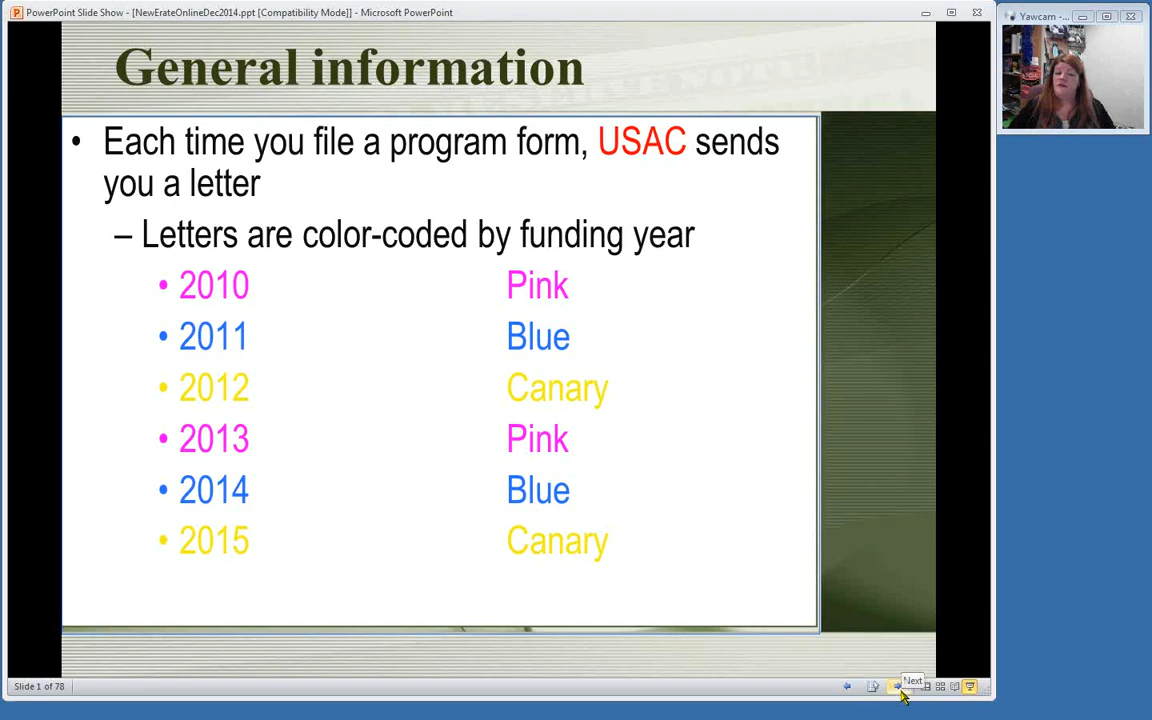 PowerPoint Slide Show - [NewErateOnlineDec2014.ppt [Compatibility Mode]] - Microsoft PowerPoint
Yawcam -...
General information
• Each time you file a program form, USAC sends
you a letter
– Letters are color-coded by funding year
• 2010 Pink
• 2011 Blue
• 2012 Canary
• 2013 Pink
• 2014 Blue
• 2015 Canary
Next
Slide 1 of 78